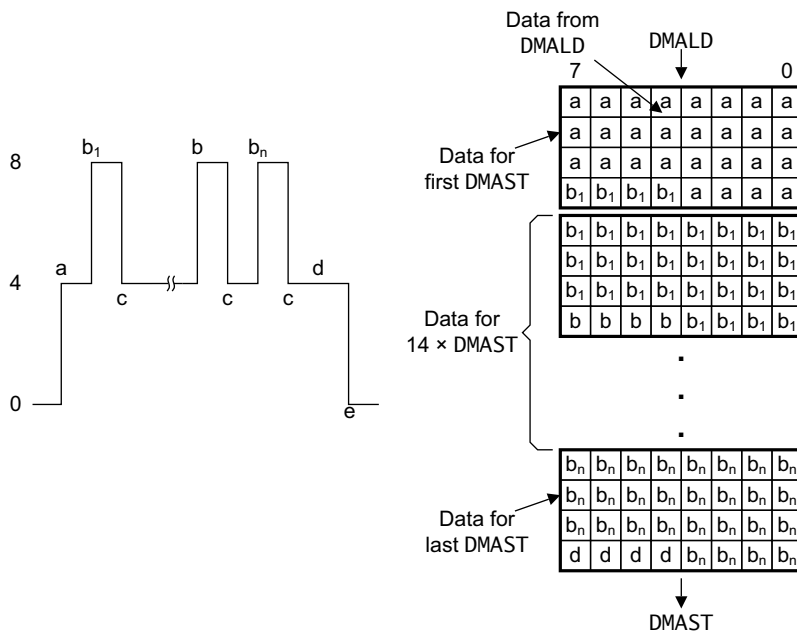 8
4
0
a
b1
c
b
c
bn
c
d
e
Data from
DMALD
DMALD
7 0
a a a a a a a a
a a a a a a a a
a a a a a a a a
b1 b1 b1 b1 a a a a
Data for
first DMAST
b1 b1 b1 b1 b1 b1 b1 b1
b1 b1 b1 b1 b1 b1 b1 b1
b1 b1 b1 b1 b1 b1 b1 b1
b b b b b1 b1 b1 b1
Data for
14 × DMAST
bn bn bn bn bn bn bn bn
bn bn bn bn bn bn bn bn
bn bn bn bn bn bn bn bn
d d d d bn bn bn bn
Data for
last DMAST
DMAST